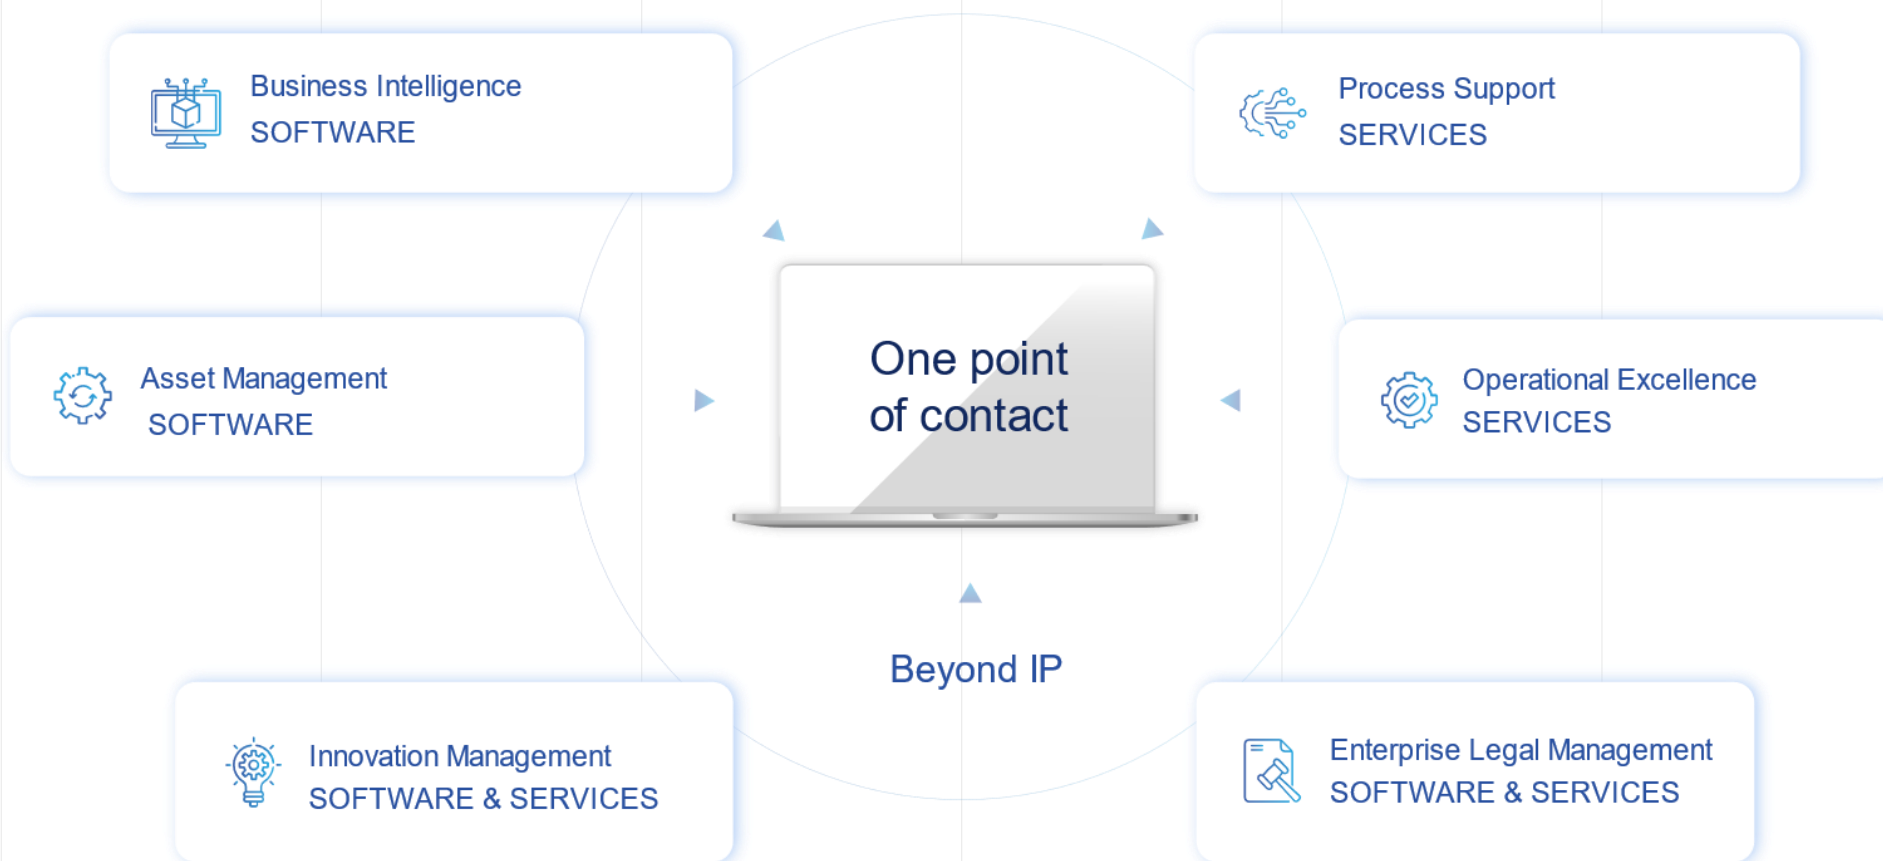 Business Intelligence
SOFTWARE
Process Support
SERVICES
One point
of contact
Asset Management
SOFTWARE
Operational Excellence
SERVICES
Beyond IP
Innovation Management
SOFTWARE & SERVICES
Enterprise Legal Management
SOFTWARE & SERVICES